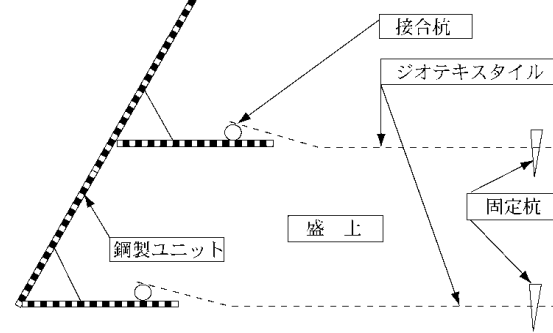 接合杭
ジオテキスタイル
固定杭
盛 土
鋼製ユニット